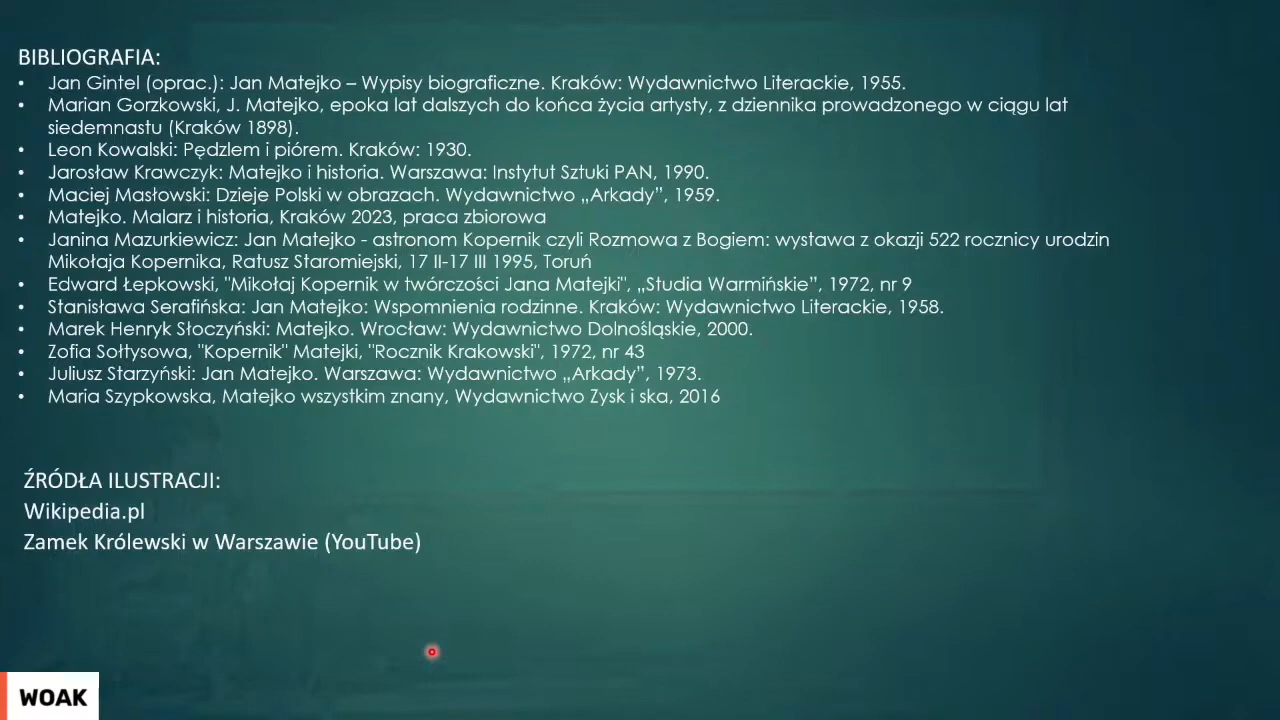 BIBLIOGRAFIA:
• Jan Gintel (oprac.): Jan Matejko – Wypisy biograficzne. Kraków: Wydawnictwo Literackie, 1955.
• Marian Gorzkowski, J. Matejko, epoka lat dalszych do końca życia artysty, z dziennika prowadzonego w ciągu lat
siedemnastu (Kraków 1898).
• Leon Kowalski: Pędzlem i piórem. Kraków: 1930.
• Jarosław Krawczyk: Matejko i historia. Warszawa: Instytut Sztuki PAN, 1990.
• Maciej Masłowski: Dzieje Polski w obrazach. Wydawnictwo „Arkady”, 1959.
• Matejko. Malarz i historia, Kraków 2023, praca zbiorowa
• Janina Mazurkiewicz: Jan Matejko - astronom Kopernik czyli Rozmowa z Bogiem: wystawa z okazji 522 rocznicy urodzin
Mikołaja Kopernika, Ratusz Staromiejski, 17 II-17 III 1995, Toruń
• Edward Łepkowski, "Mikołaj Kopernik w twórczości Jana Matejki", „Studia Warmińskie”, 1972, nr 9
• Stanisława Serafińska: Jan Matejko: Wspomnienia rodzinne. Kraków: Wydawnictwo Literackie, 1958.
• Marek Henryk Słoczyński: Matejko. Wrocław: Wydawnictwo Dolnośląskie, 2000.
• Zofia Sołtysowa, "Kopernik" Matejki, "Rocznik Krakowski", 1972, nr 43
• Juliusz Starzyński: Jan Matejko. Warszawa: Wydawnictwo „Arkady”, 1973.
• Maria Szypkowska, Matejko wszystkim znany, Wydawnictwo Zysk i ska, 2016
ŹRÓDŁA ILUSTRACJI:
Wikipedia.pl
Zamek Królewski w Warszawie (YouTube)
WOAK